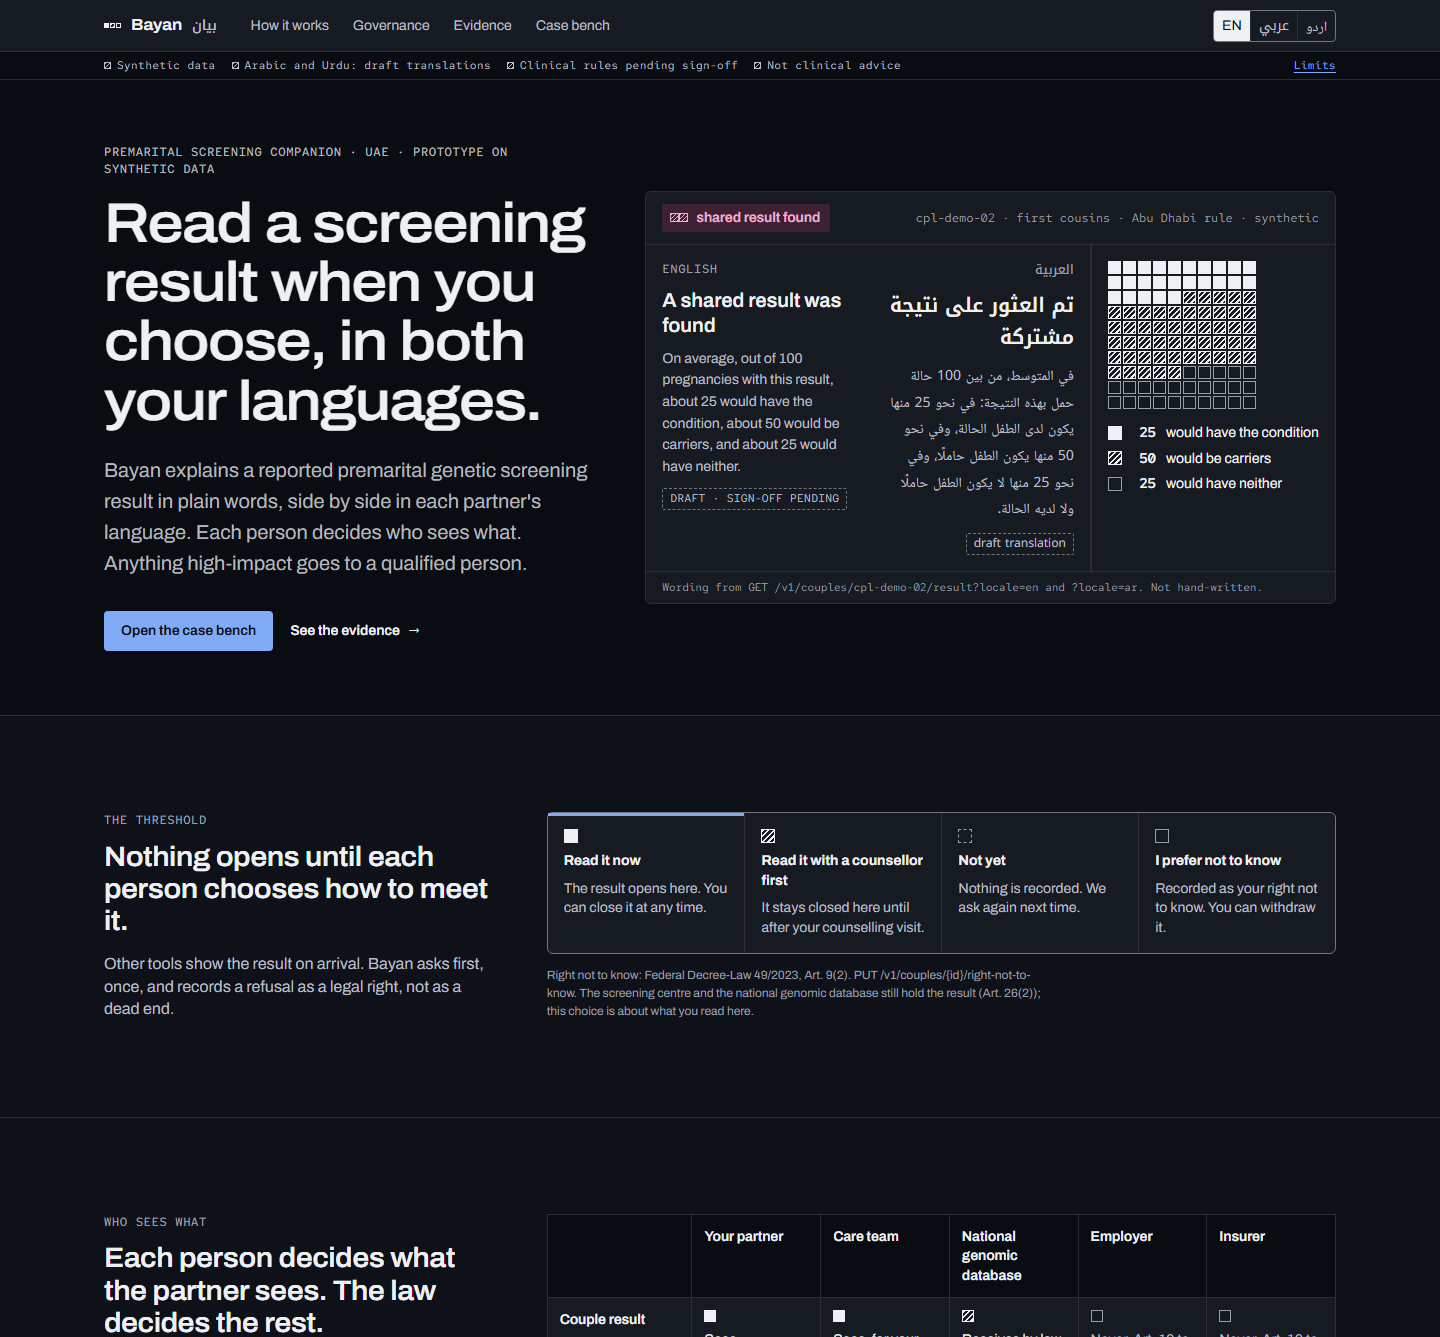 Bayan بيان
How it works
Governance
Evidence
Case bench
EN
عربي
اردو
Synthetic data
Arabic and Urdu: draft translations
Clinical rules pending sign-off
Not clinical advice
Limits
PREMARITAL SCREENING COMPANION · UAE · PROTOTYPE ON
SYNTHETIC DATA
Read a screening
result when you
choose, in both
your languages.
Bayan explains a reported premarital genetic screening
result in plain words, side by side in each partner's
language. Each person decides who sees what.
Anything high-impact goes to a qualified person.
Open the case bench
See the evidence →
shared result found
cpl-demo-02 · first cousins · Abu Dhabi rule · synthetic
ENGLISH
A shared result was
found
On average, out of 100
pregnancies with this result,
about 25 would have the
condition, about 50 would be
carriers, and about 25 would
have neither.
DRAFT · SIGN-OFF PENDING
العربية
تم العثور على نتيجة
مشتركة
في المتوسط، من بين 100 حالة
حمل بهذه النتيجة: في نحو 25 منها
يكون لدى الطفل الحالة، وفي نحو
50 منها يكون الطفل حاملًا، وفي
نحو 25 منها لا يكون الطفل حاملًا
ولا لديه الحالة.
draft translation
25 would have the condition
50 would be carriers
25 would have neither
Wording from GET /v1/couples/cpl-demo-02/result?locale=en and ?locale=ar. Not hand-written.
THE THRESHOLD
Nothing opens until each
person chooses how to meet
it.
Other tools show the result on arrival. Bayan asks first,
once, and records a refusal as a legal right, not as a
dead end.
Read it now
The result opens here. You
can close it at any time.
Read it with a counsellor
first
It stays closed here until
after your counselling visit.
Not yet
Nothing is recorded. We
ask again next time.
I prefer not to know
Recorded as your right not
to know. You can withdraw
it.
Right not to know: Federal Decree-Law 49/2023, Art. 9(2). PUT /v1/couples/{id}/right-not-to-
know. The screening centre and the national genomic database still hold the result (Art. 26(2));
this choice is about what you read here.
WHO SEES WHAT
Each person decides what
the partner sees. The law
decides the rest.
Your partner
Care team
National
genomic
database
Employer
Insurer
Couple result